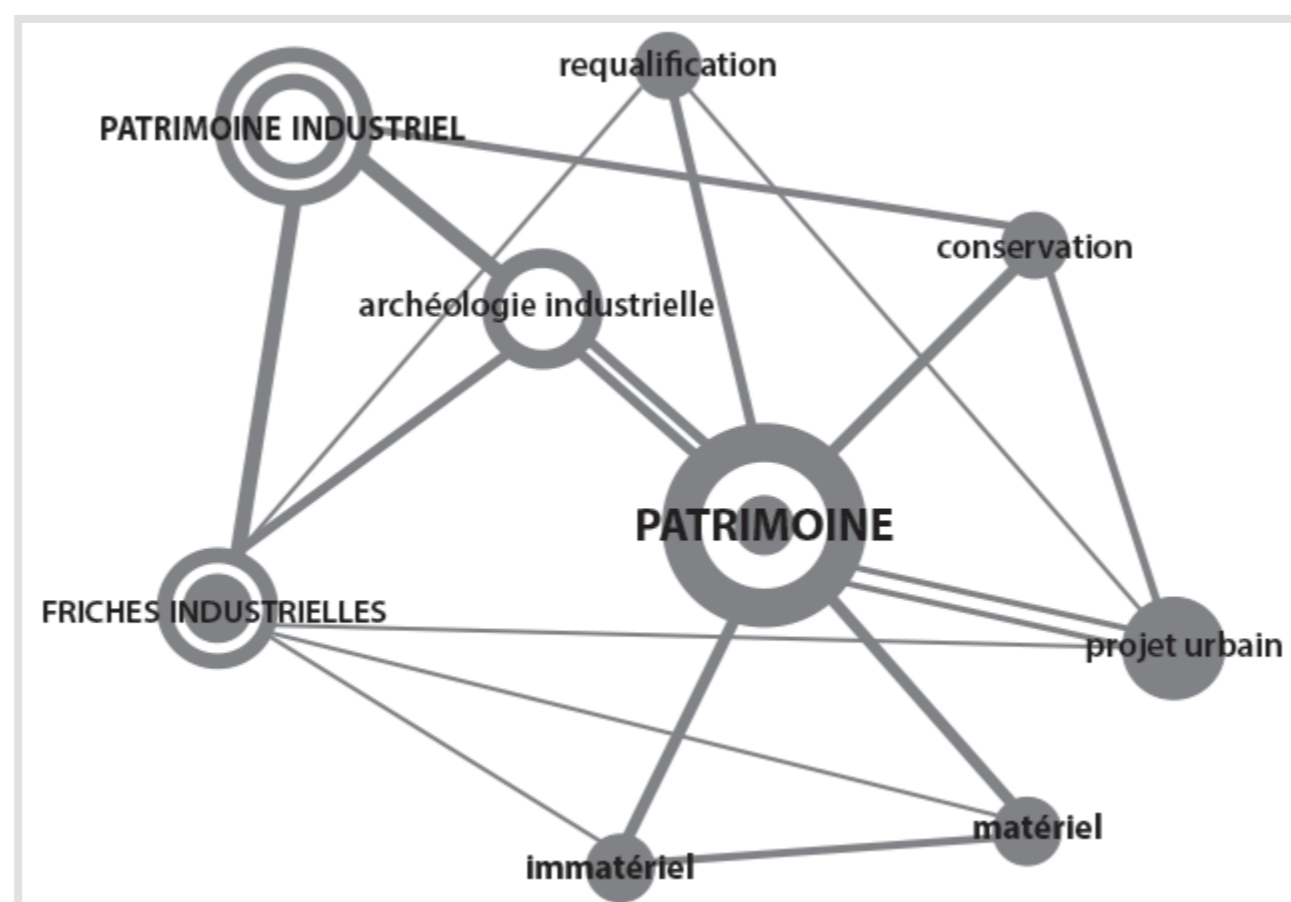 requalification
PATRIMOINE INDUSTRIEL
conservation
archéologie industrielle
PATRIMOINE
FRICHES INDUSTRIELLES
projet urbain
matériel
immatériel